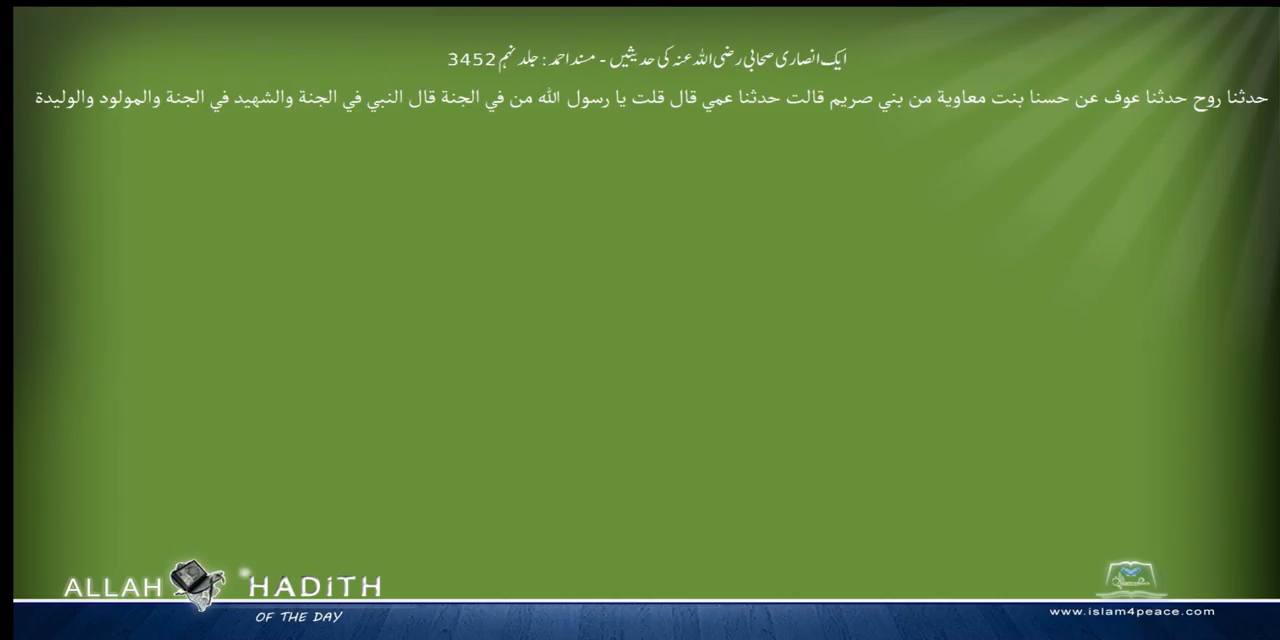 ایک انصاری صحابی رضی اللہ عنہ کی حدیثیں - مسند احمد : جلد نہم 3452
حدثنا روح حدثنا عوف عن حسنا بنت معاوية من بني صريم قالت حدثنا عمي قال قلت يا رسول الله من في الجنة قال النبي في الجنة والشهيد في الجنة والمولود والوليدة
ALLAH HADITH
OF THE DAY
www.islam4peace.com